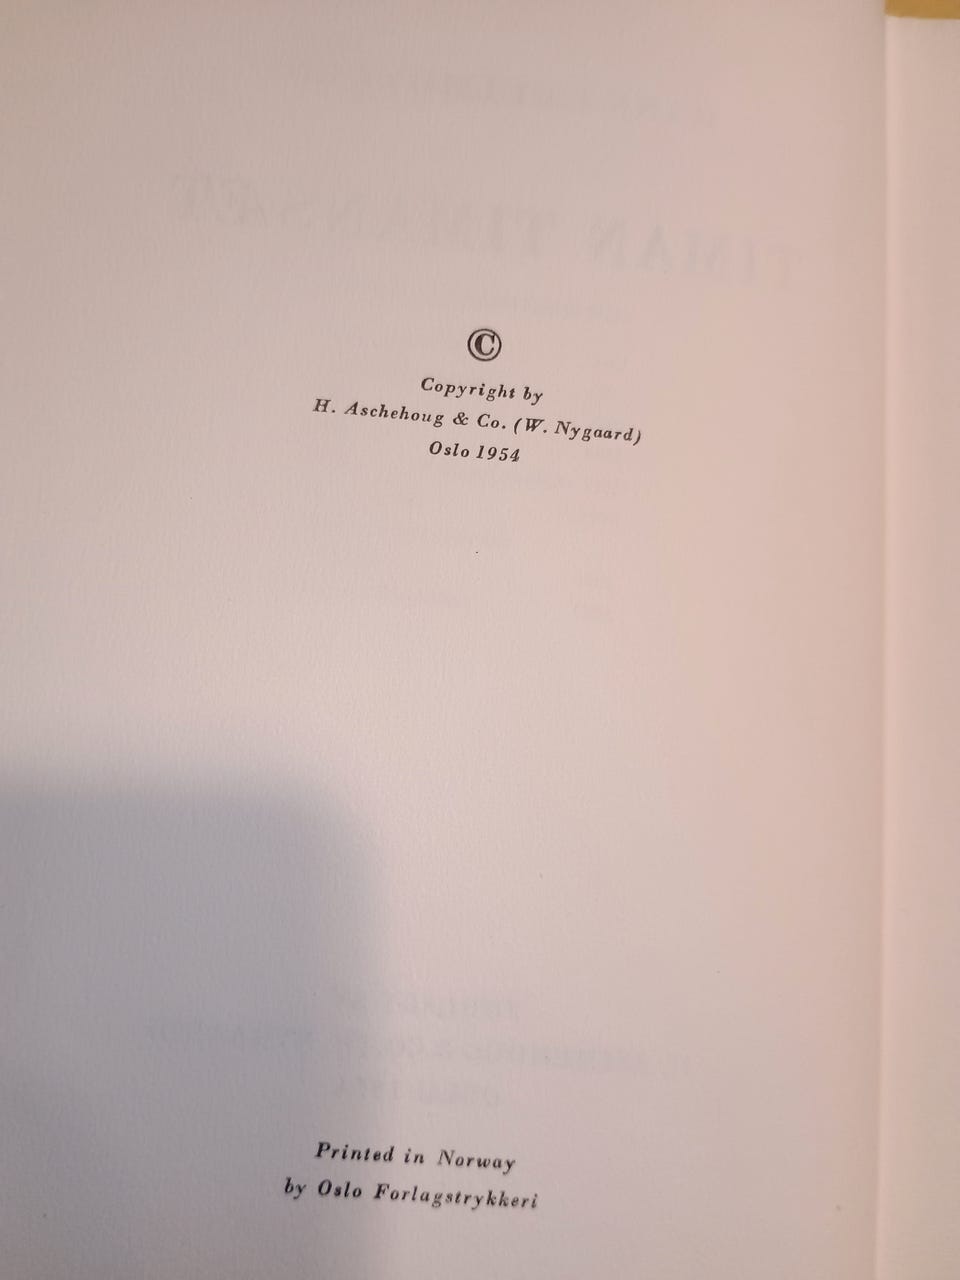 ©
Copyright by
H. Aschehoug & Co. (W. Nygaard)
Oslo 1954
Printed in Norway
by Oslo Forlagstrykkeri